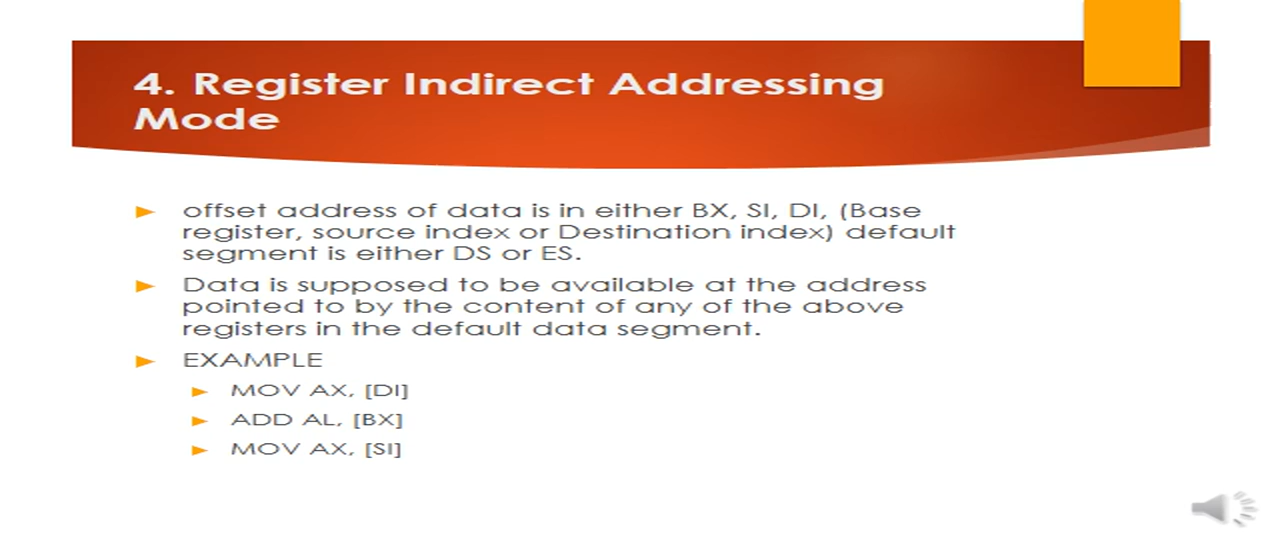 4. Register Indirect Addressing
Mode
offset address of data is in either BX, SI, DI, (Base
register, source index or Destination index) default
segment is either DS or ES.
Data is supposed to be available at the address
pointed to by the content of any of the above
registers in the default data segment.
EXAMPLE
MOV AX, [DI]
ADD AL, [BX]
MOV AX, [SI]